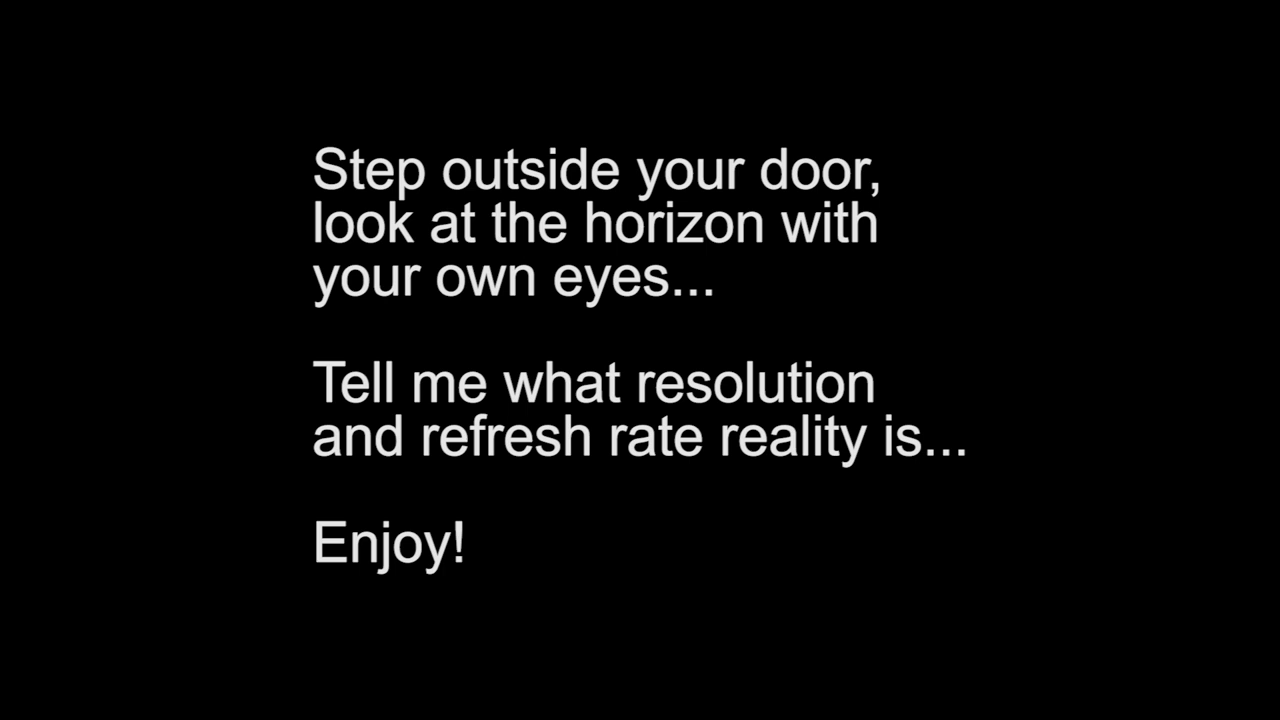 Step outside your door,
look at the horizon with
your own eyes...
Tell me what resolution
and refresh rate reality is...
Enjoy!